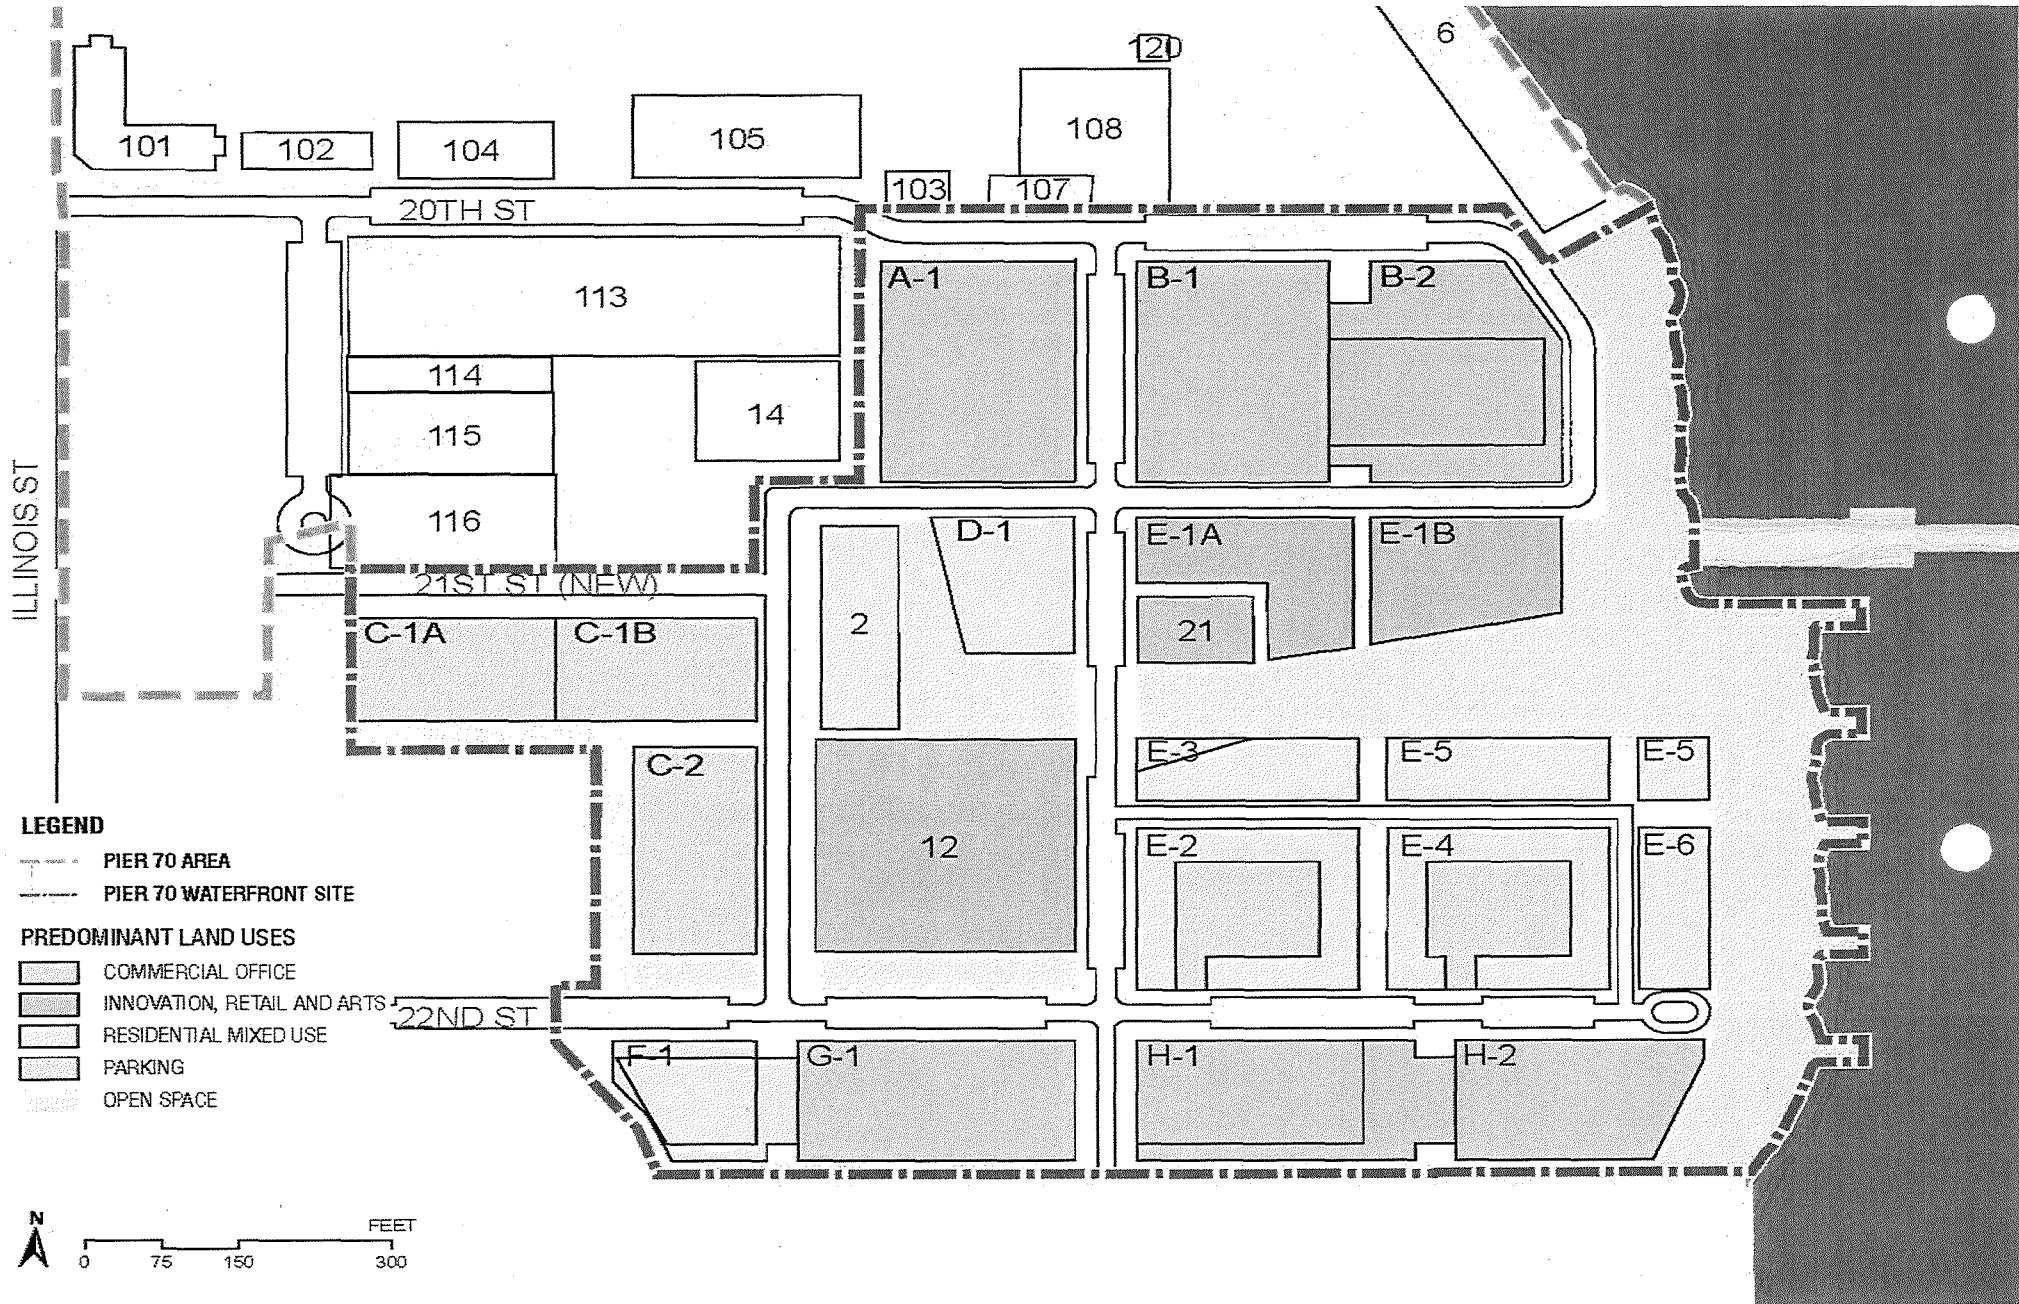 6
120
101
102
104
105
108
103
107
20TH ST
113
A-1
B-1
B-2
114
14
115
ILLINOIS ST
116
D-1
E-1A
E-1B
21ST ST (NEW)
2
21
C-1A
C-1B
E-3
E-5
E-5
C-2
12
E-2
E-4
E-6
LEGEND
PIER 70 AREA
PIER 70 WATERFRONT SITE
PREDOMINANT LAND USES
COMMERCIAL OFFICE
INNOVATION, RETAIL AND ARTS
RESIDENTIAL MIXED USE
PARKING
OPEN SPACE
22ND ST
F-1
G-1
H-1
H-2
N
FEET
0 75 150 300